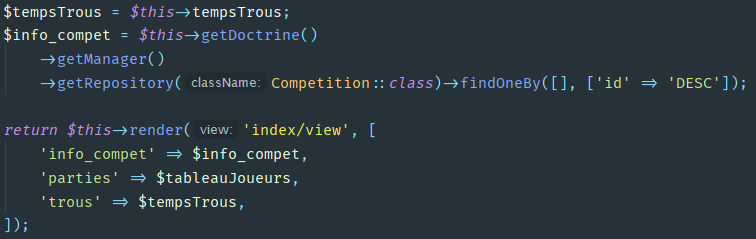 $tempsTrous = $this->tempsTrous;
$info_compet = $this->getDoctrine()
->getManager()
->getRepository( className: Competition::class)->findOneBy([], ['id' => 'DESC']);
return $this->render( view: 'index/view', [
'info_compet' => $info_compet,
'parties' => $tableauJoueurs,
'trous' => $tempsTrous,
]);